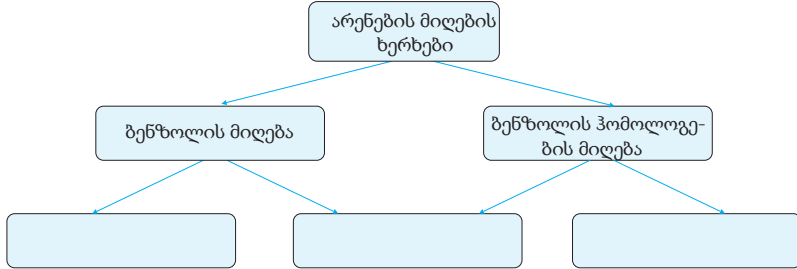 არენების მიღების
ხერხები
ბენზოლის მიღება
ბენზოლის ჰომოლოგე-
ბის მიღება